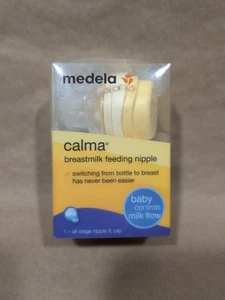 medela
calma®
breastmilk feeding nipple
switching from bottle to breast
has never been easier
baby
controls
milk flow
1 – all-stage nipple & cap